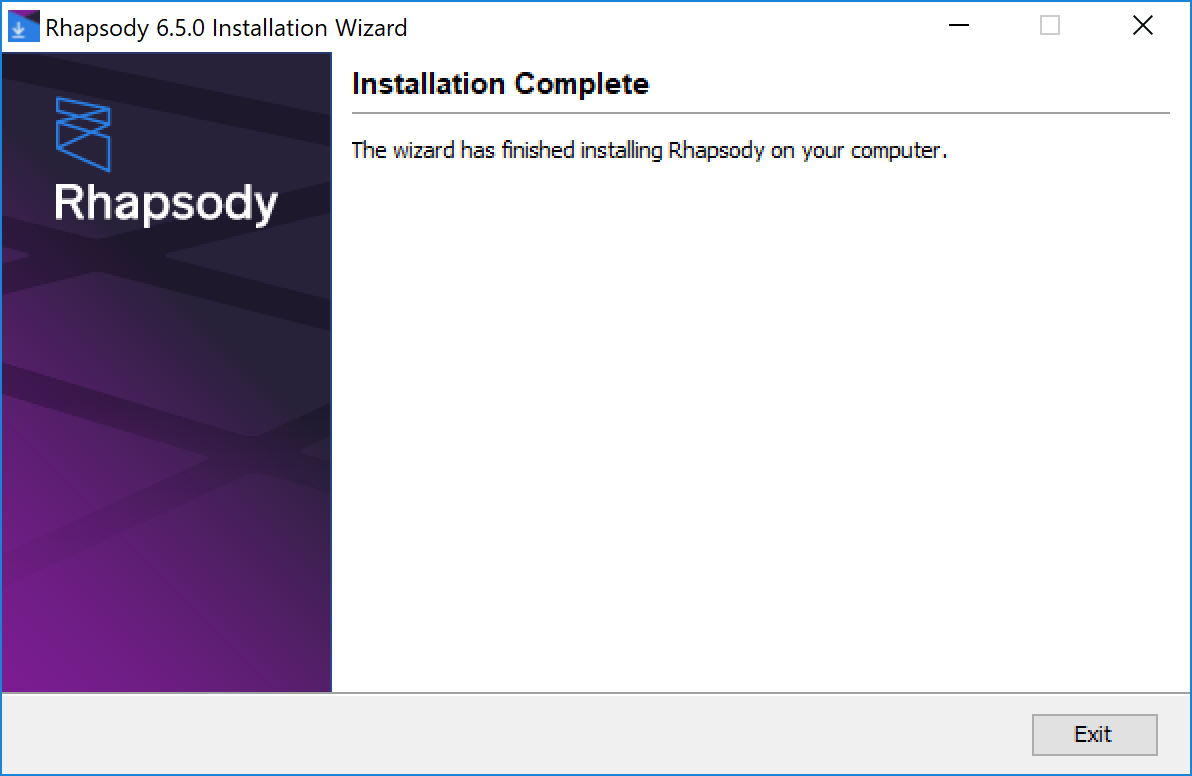 Rhapsody 6.5.0 Installation Wizard
Rhapsody
Installation Complete
The wizard has finished installing Rhapsody on your computer.
Exit